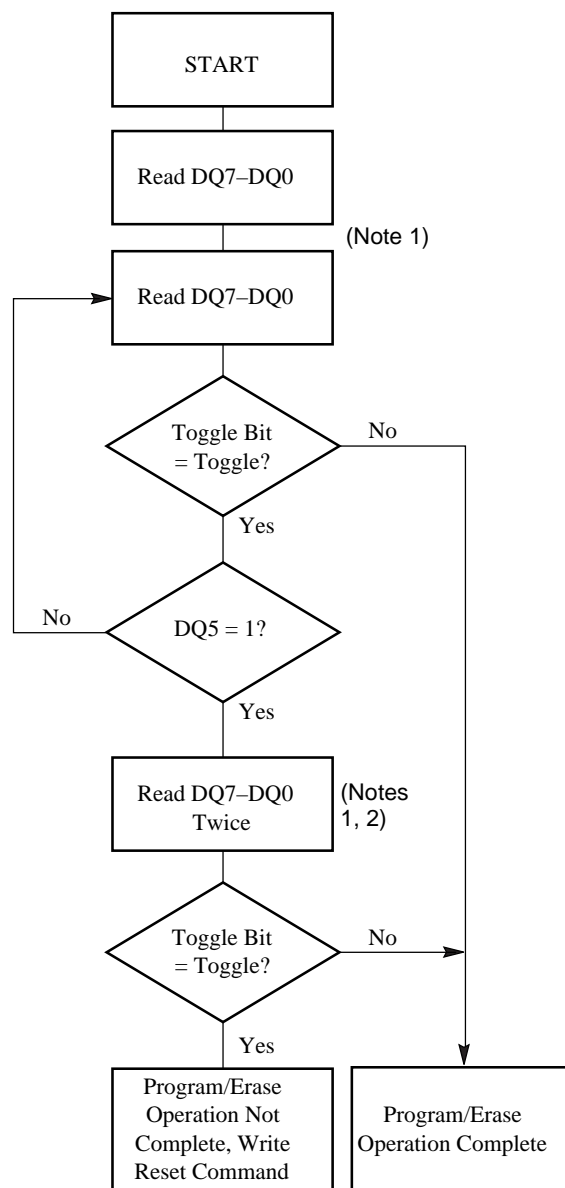 START
Read DQ7–DQ0
(Note 1)
Read DQ7–DQ0
Toggle Bit
= Toggle?
No
Yes
No
DQ5 = 1?
Yes
Read DQ7–DQ0
Twice
(Notes
1, 2)
Toggle Bit
= Toggle?
No
Yes
Program/Erase
Operation Not
Complete, Write
Reset Command
Program/Erase
Operation Complete